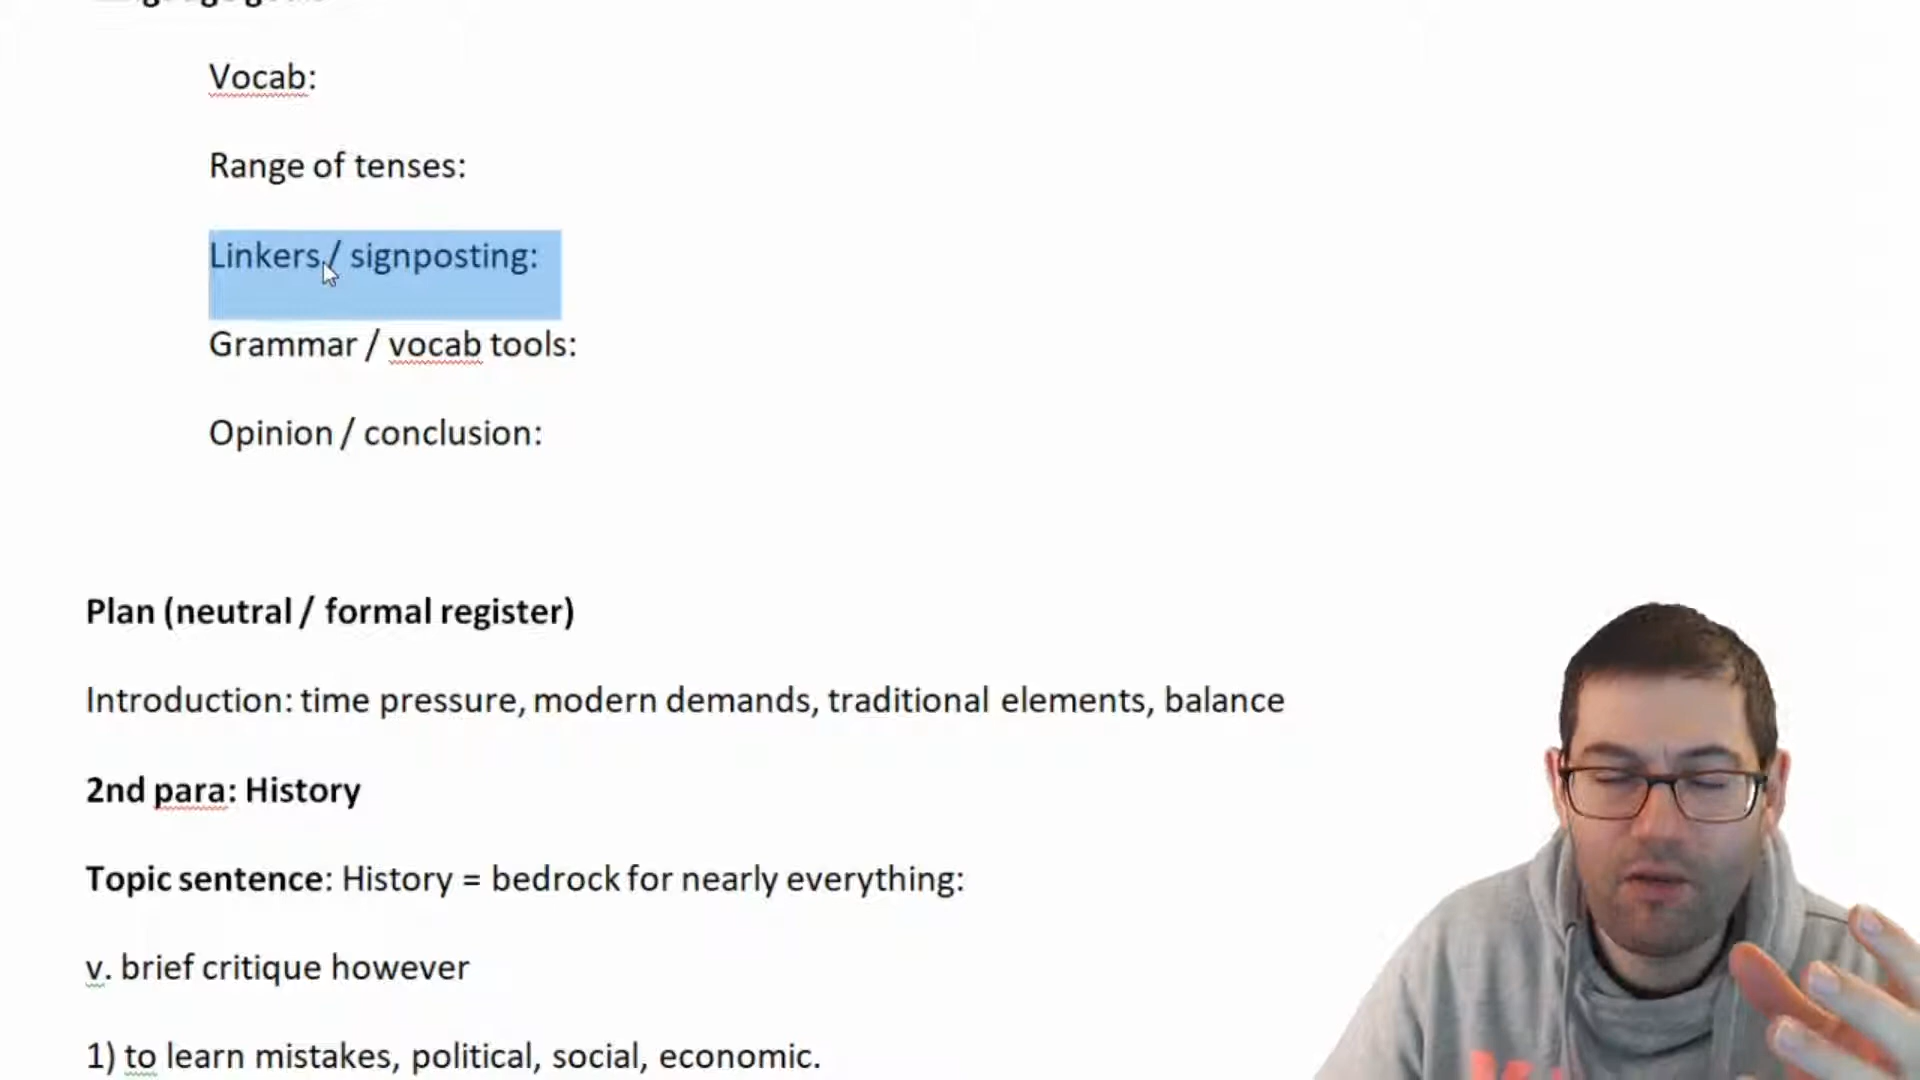 Vocab:
Range of tenses:
Linkers / signposting:
Grammar / vocab tools:
Opinion / conclusion:
Plan (neutral / formal register)
Introduction: time pressure, modern demands, traditional elements, balance
2nd para: History
Topic sentence: History = bedrock for nearly everything:
v. brief critique however
1) to learn mistakes, political, social, economic.